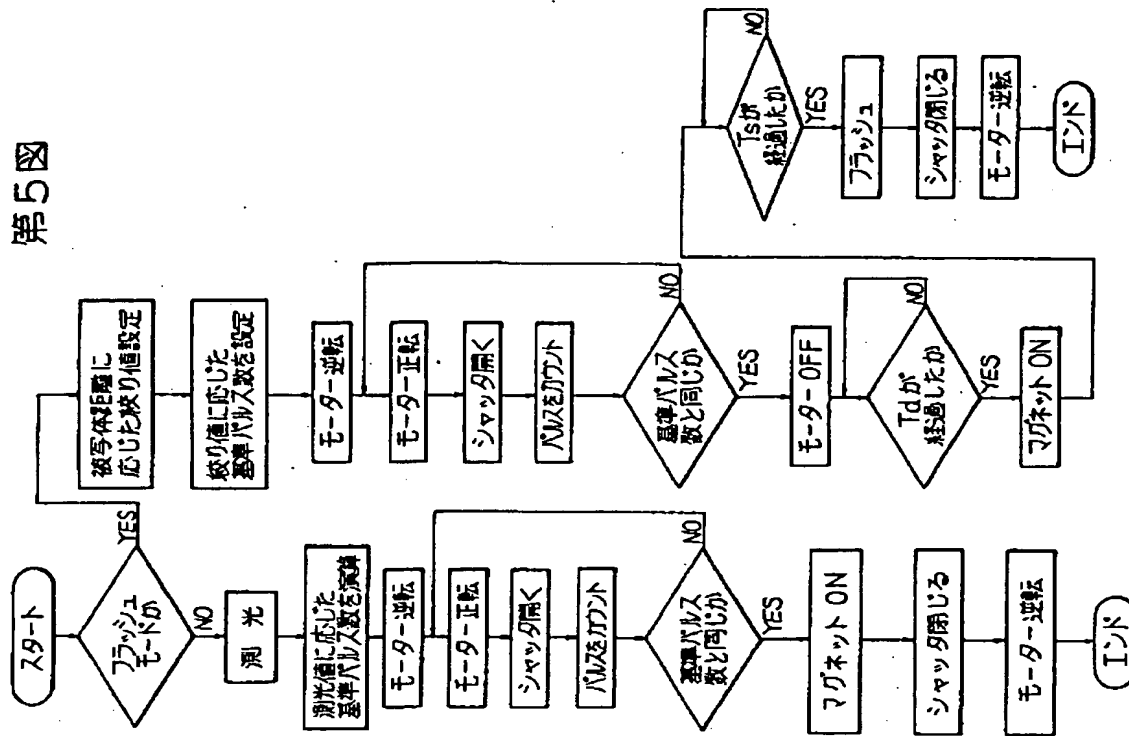 第5図
スタート
フラッシュ
モードか
YES
NO
測光
測光値に応じた
基準パルス数を演算
モーター逆転
モーター正転
シャッタ開く
パルスをカウント
基準パルス
数と同じか
NO
YES
マグネットON
シャッタ閉じる
モーター逆転
エンド
被写体距離に
応じた絞り値設定
絞り値に応じた
基準パルス数を設定
モーター逆転
モーター正転
シャッタ開く
パルスをカウント
基準パルス
数と同じか
NO
YES
モーターOFF
Tdが
経過したか
NO
YES
マグネットON
Tsが
経過したか
NO
YES
フラッシュ
シャッタ閉じる
モーター逆転
エンド